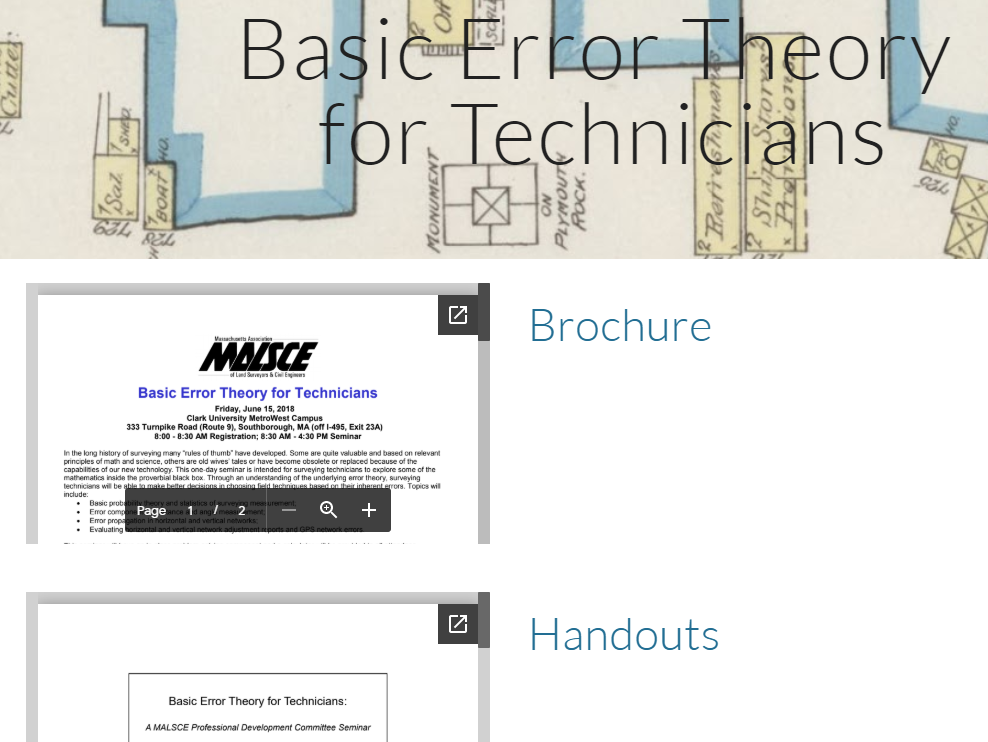 Basic Error Theory
for Technicians
Cutter.
SHED.
Sal.
BOAT HO.
MONUMENT
ON
PLYMOUTH
ROCK.
Refreshments
Brochure
Massachusetts Association
MALSCE
of Land Surveyors & Civil Engineers
Basic Error Theory for Technicians
Friday, June 15, 2018
Clark University MetroWest Campus
333 Turnpike Road (Route 9), Southborough, MA (off I-495, Exit 23A)
8:00 - 8:30 AM Registration; 8:30 AM - 4:30 PM Seminar
In the long history of surveying many "rules of thumb" have developed. Some are quite valuable and based on relevant
principles of math and science, others are old wives' tales or have become obsolete or replaced because of the
capabilities of our new technology. This one-day seminar is intended for surveying technicians to explore some of the
mathematics inside the proverbial black box. Through an understanding of the underlying error theory, surveying
technicians will be able to make better decisions in choosing field techniques based on their inherent errors. Topics will
include:
• Basic probability theory and statistics of surveying measurement;
• Error components in distance and angle measurement;
• Error propagation in horizontal and vertical networks;
• Evaluating horizontal and vertical network adjustment reports and GPS network errors.
Page 1 / 2
Handouts
Basic Error Theory for Technicians:
A MALSCE Professional Development Committee Seminar